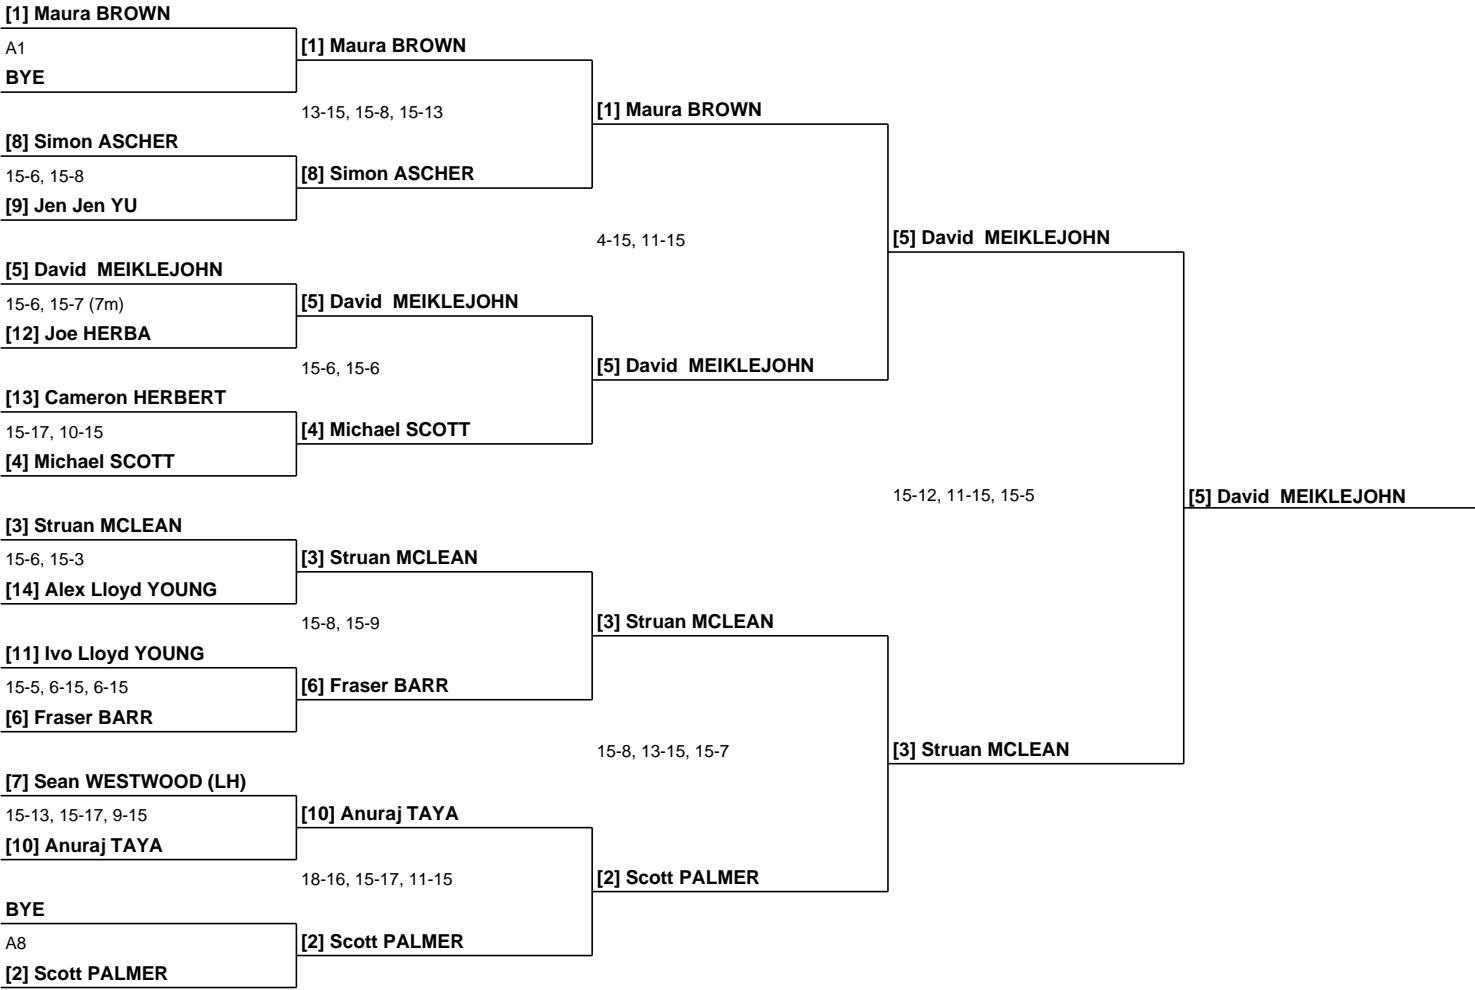 [1] Maura BROWN
A1
BYE
[8] Simon ASCHER
15-6, 15-8
[9] Jen Jen YU
[5] David  MEIKLEJOHN
15-6, 15-7 (7m)
[12] Joe HERBA
[13] Cameron HERBERT
15-17, 10-15
[4] Michael SCOTT
[3] Struan MCLEAN
15-6, 15-3
[14] Alex Lloyd YOUNG
[11] Ivo Lloyd YOUNG
15-5, 6-15, 6-15
[6] Fraser BARR
[7] Sean WESTWOOD (LH)
15-13, 15-17, 9-15
[10] Anuraj TAYA
BYE
A8
[2] Scott PALMER
[1] Maura BROWN
13-15, 15-8, 15-13
[8] Simon ASCHER
[5] David  MEIKLEJOHN
15-6, 15-6
[4] Michael SCOTT
[3] Struan MCLEAN
15-8, 15-9
[6] Fraser BARR
[10] Anuraj TAYA
18-16, 15-17, 11-15
[2] Scott PALMER
[1] Maura BROWN
4-15, 11-15
[5] David  MEIKLEJOHN
[3] Struan MCLEAN
15-8, 13-15, 15-7
[2] Scott PALMER
[5] David  MEIKLEJOHN
15-12, 11-15, 15-5
[3] Struan MCLEAN
[5] David  MEIKLEJOHN